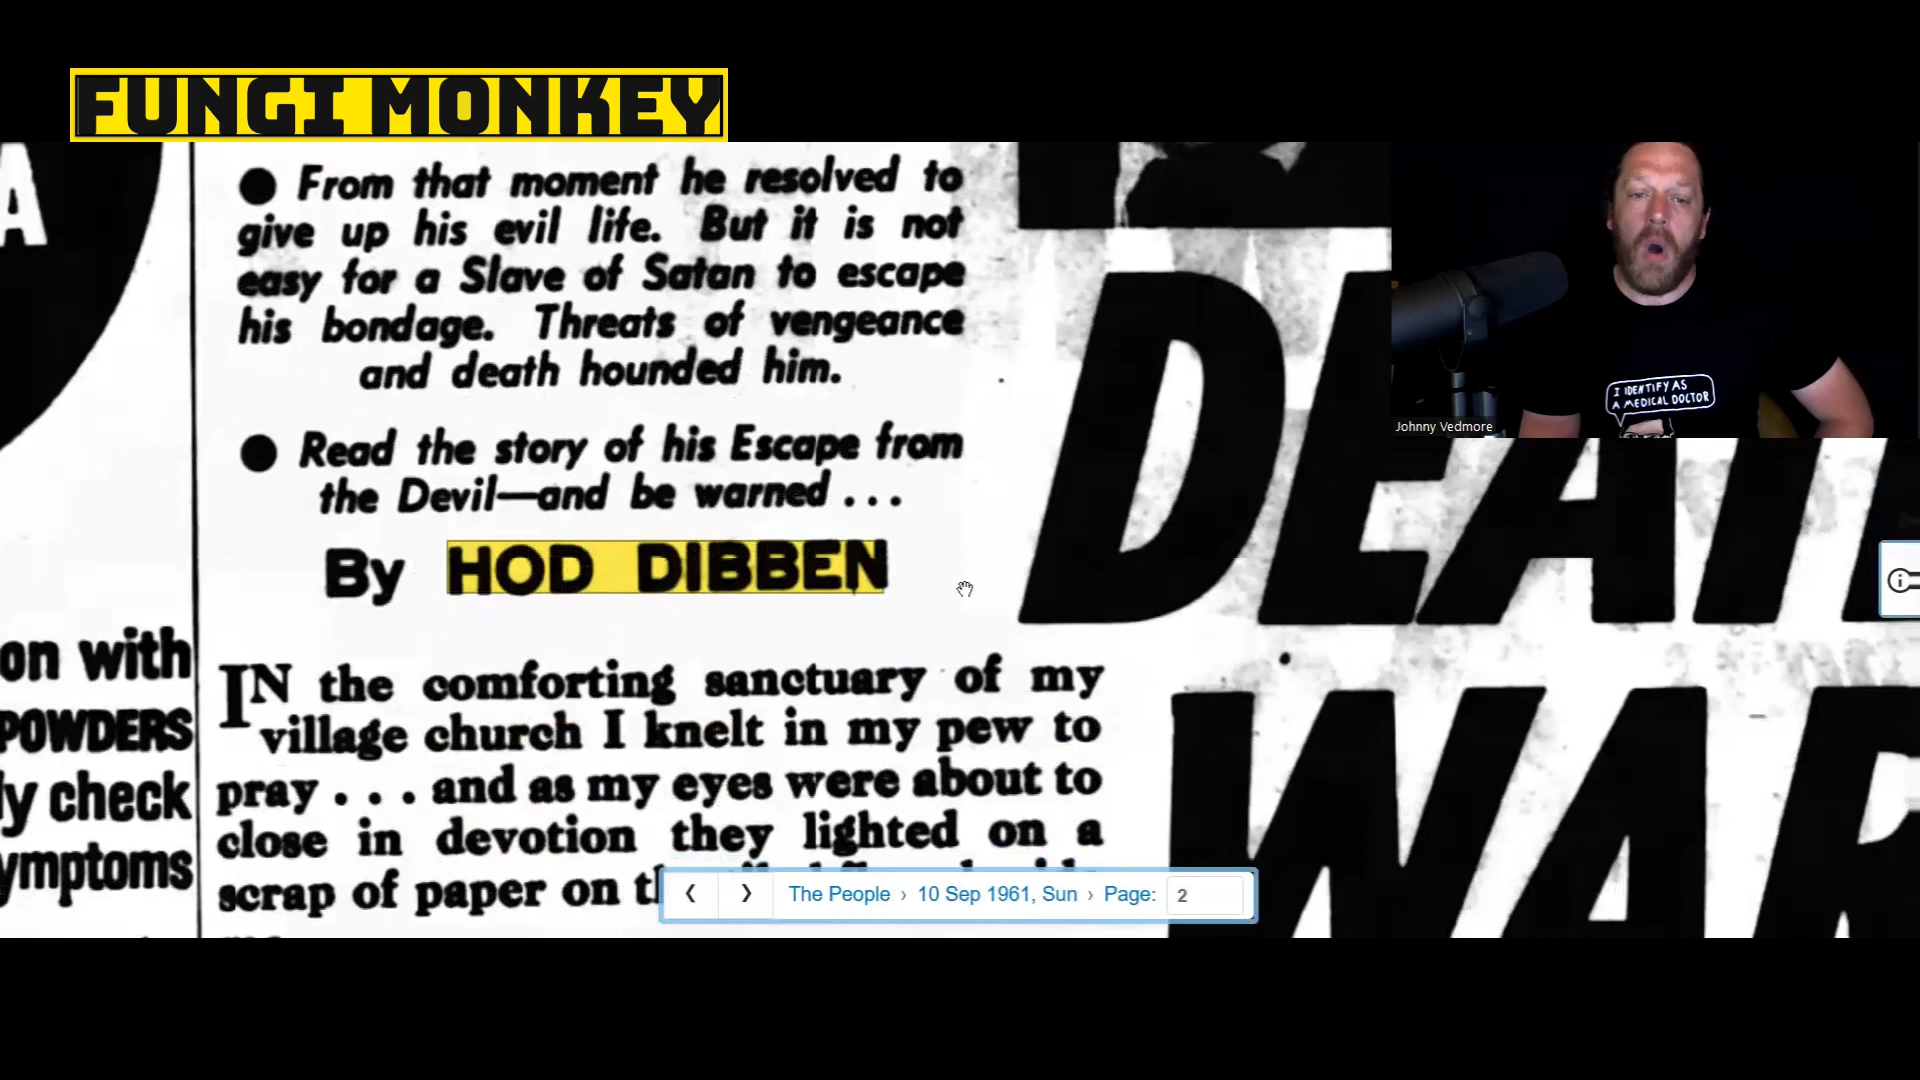 FUNGI MONKEY
A
● From that moment he resolved to
give up his evil life. But it is not
easy for a Slave of Satan to escape
his bondage. Threats of vengeance
and death hounded him.
● Read the story of his Escape from
the Devil—and be warned . . .
By HOD DIBBEN
IN the comforting sanctuary of my
village church I knelt in my pew to
pray . . . and as my eyes were about to
close in devotion they lighted on a
scrap of paper on
on with
POWDERS
ly check
ymptoms
DEAT
WAR
I IDENTIFY AS
A MEDICAL DOCTOR
Johnny Vedmore
The People › 10 Sep 1961, Sun › Page: 2